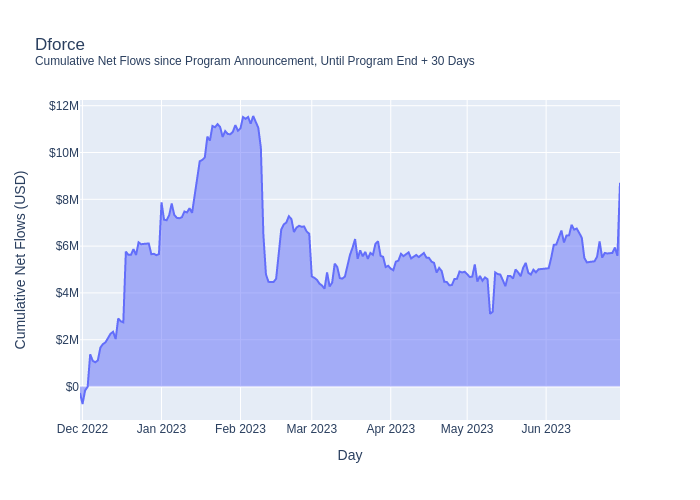 Dforce
Cumulative Net Flows since Program Announcement, Until Program End + 30 Days
Cumulative Net Flows (USD)
$12M
$10M
$8M
$6M
$4M
$2M
$0
Dec 2022 Jan 2023 Feb 2023 Mar 2023 Apr 2023 May 2023 Jun 2023
Day